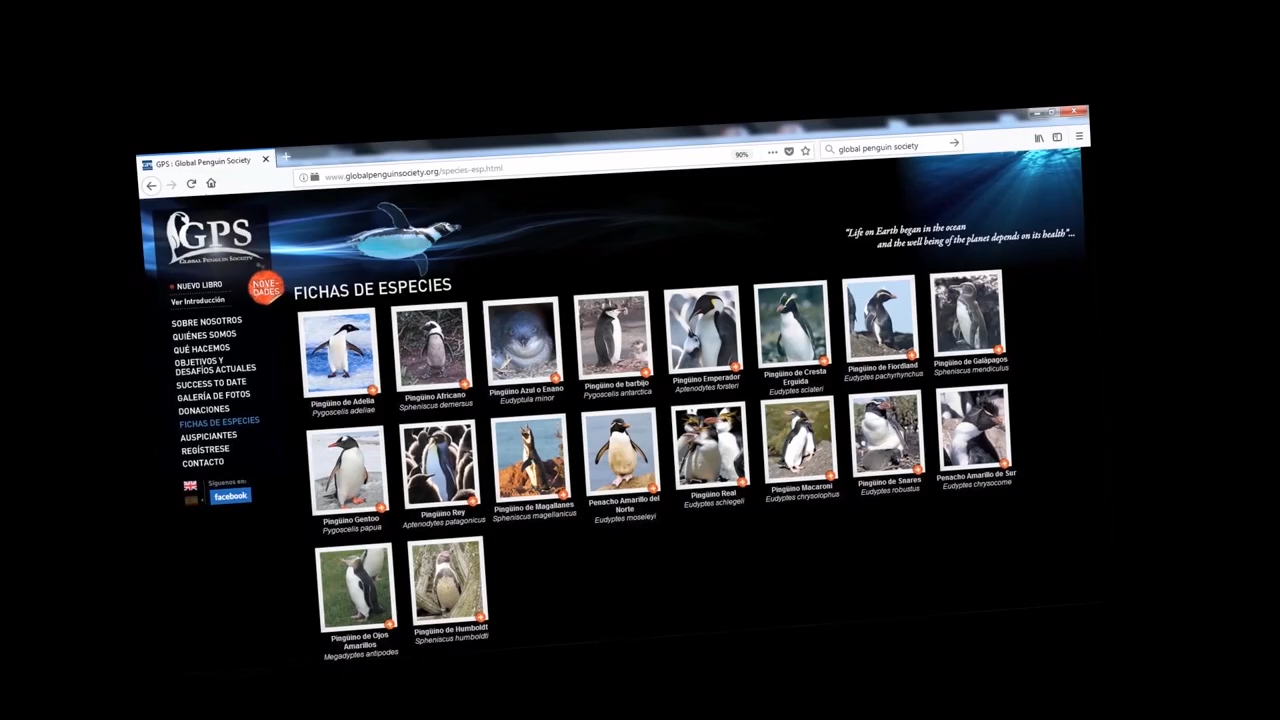 GPS : Global Penguin Society
www.globalpenguinsociety.org/species-esp.html
90%
global penguin society
GPS
GLOBAL PENGUIN SOCIETY
"Life on Earth began in the ocean
and the well being of the planet depends on its health"...
NUEVO LIBRO
Ver Introducción
NOVE-
DADES
SOBRE NOSOTROS
QUIÉNES SOMOS
QUÉ HACEMOS
OBJETIVOS Y
DESAFÍOS ACTUALES
SUCCESS TO DATE
GALERÍA DE FOTOS
DONACIONES
FICHAS DE ESPECIES
AUSPICIANTES
REGÍSTRESE
CONTACTO
Síguenos en:
facebook
FICHAS DE ESPECIES
Pingüino de Adelia
Pygoscelis adeliae
Pingüino Africano
Spheniscus demersus
Pingüino Azul o Enano
Eudyptula minor
Pingüino de barbijo
Pygoscelis antarctica
Pingüino Emperador
Aptenodytes forsteri
Pingüino de Cresta
Erguida
Eudyptes sclateri
Pingüino de Fiordland
Eudyptes pachyrhynchus
Pingüino de Galápagos
Spheniscus mendiculus
Pingüino Gentoo
Pygoscelis papua
Pingüino Rey
Aptenodytes patagonicus
Pingüino de Magallanes
Spheniscus magellanicus
Penacho Amarillo del
Norte
Eudyptes moseleyi
Pingüino Real
Eudyptes schlegeli
Pingüino Macaroni
Eudyptes chrysolophus
Pingüino de Snares
Eudyptes robustus
Penacho Amarillo de Sur
Eudyptes chrysocome
Pingüino de Ojos
Amarillos
Megadyptes antipodes
Pingüino de Humboldt
Spheniscus humboldti